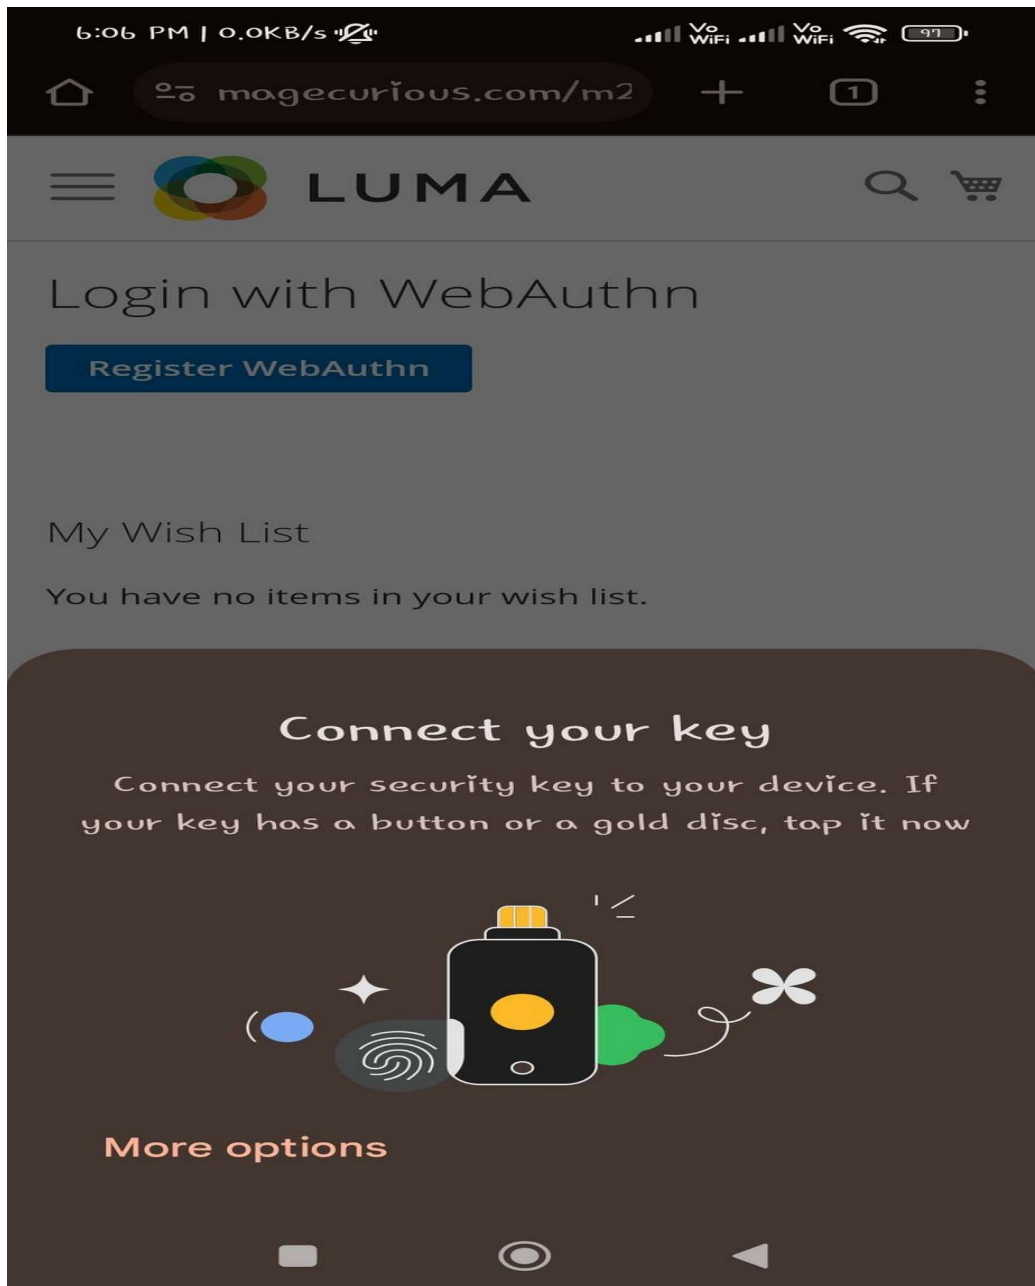 6:06 PM | 0.0KB/s
Vo WiFi Vo WiFi 97
magecurious.com/m2
1
LUMA
Login with WebAuthn
Register WebAuthn
My Wish List
You have no items in your wish list.
Connect your key
Connect your security key to your device. If
your key has a button or a gold disc, tap it now
More options